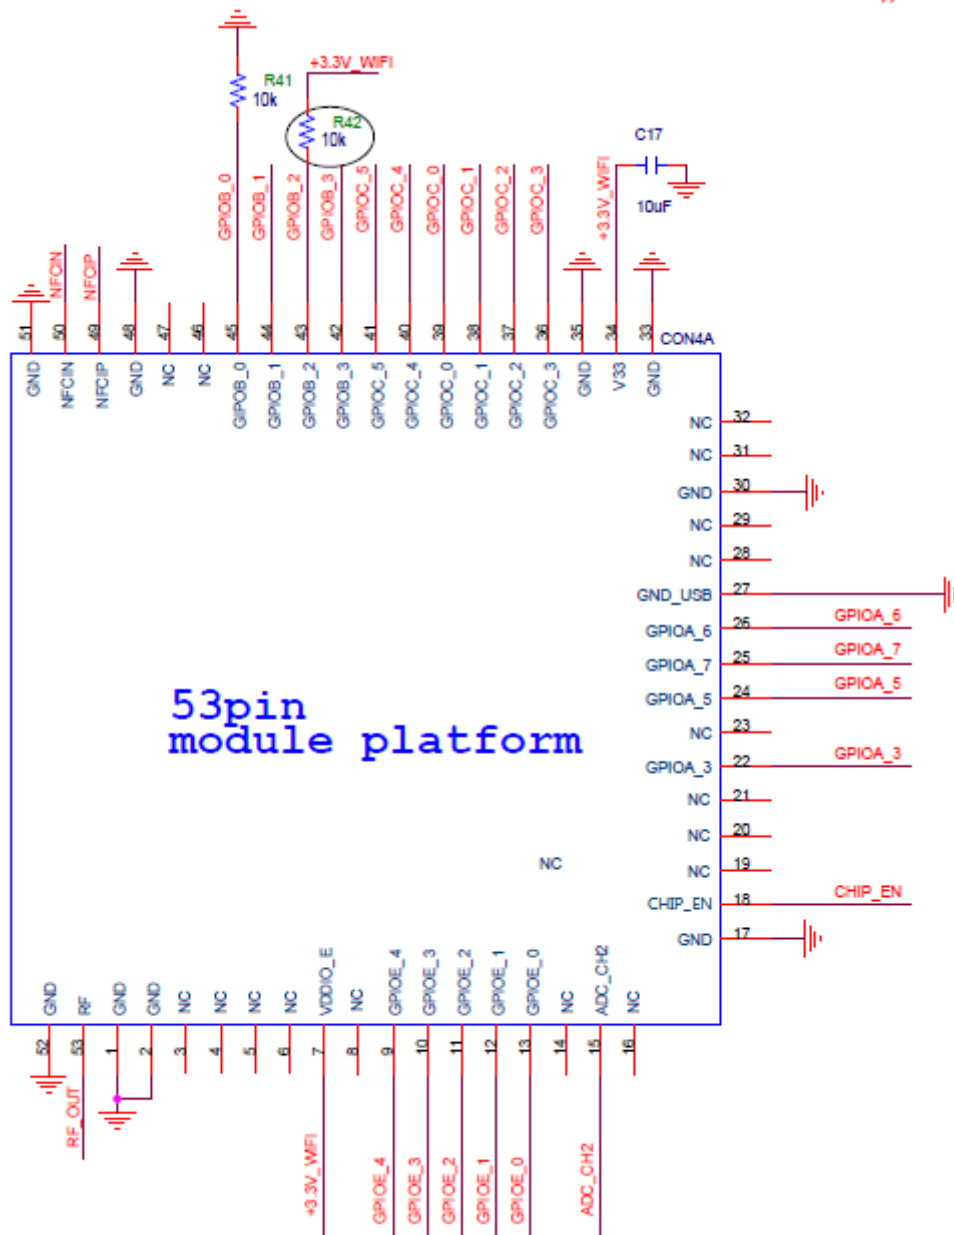 +3.3V_WIFI
R41
10k
R42
10k
C17
10uF
+3.3V_WIFI
GPIOB_0
GPIOB_1
GPIOB_2
GPIOB_3
GPIOC_5
GPIOC_4
GPIOC_0
GPIOC_1
GPIOC_2
GPIOC_3
NFCIN
NFCIP
51
50
49
48
47
46
45
44
43
42
41
40
39
38
37
36
35
34
33
CON4A
GND
NFCIN
NFCIP
GND
NC
NC
GIPOB_0
GPIOB_1
GPIOB_2
GPIOB_3
GPIOC_5
GPIOC_4
GPIOC_0
GPIOC_1
GPIOC_2
GPIOC_3
GND
V33
GND
NC 32
NC 31
GND 30
NC 29
NC 28
GND_USB 27
GPIOA_6 26 GPIOA_6
GPIOA_7 25 GPIOA_7
GPIOA_5 24 GPIOA_5
NC 23
GPIOA_3 22 GPIOA_3
NC 21
NC 20
NC 19
CHIP_EN 18 CHIP_EN
GND 17
53pin
module platform
NC
GND
RF
GND
GND
NC
NC
NC
NC
VDDIO_E
NC
GPIOE_4
GPIOE_3
GPIOE_2
GPIOE_1
GPIOE_0
NC
ADC_CH2
NC
52
53
1
2
3
4
5
6
7
8
9
10
11
12
13
14
15
16
RF_OUT
+3.3V_WIFI
GPIOE_4
GPIOE_3
GPIOE_2
GPIOE_1
GPIOE_0
ADC_CH2